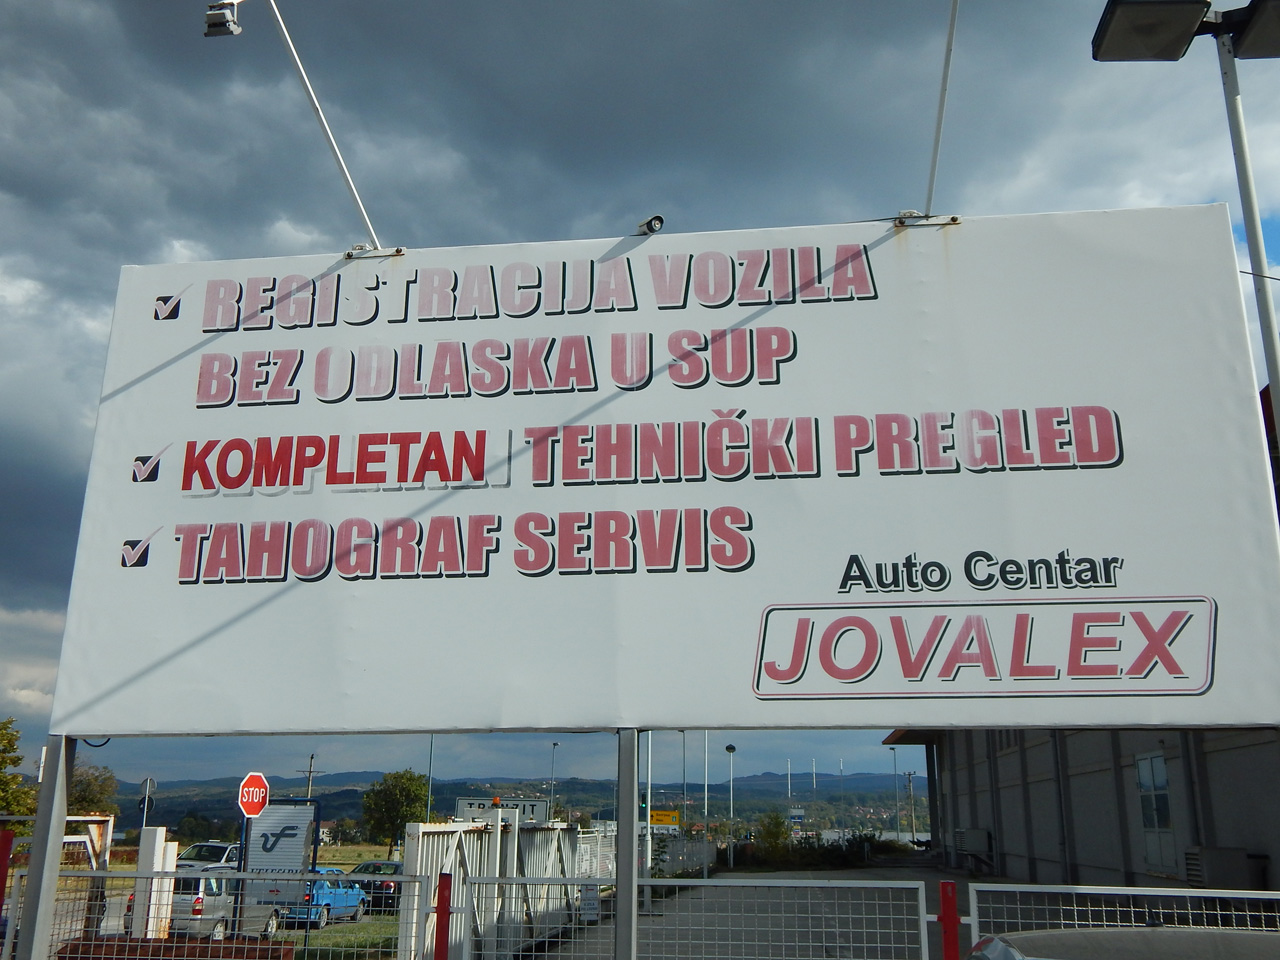 REGISTRACIJA VOZILA
BEZ ODLASKA U SUP
KOMPLETAN TEHNIČKI PREGLED
TAHOGRAF SERVIS
Auto Centar
JOVALEX
STOP